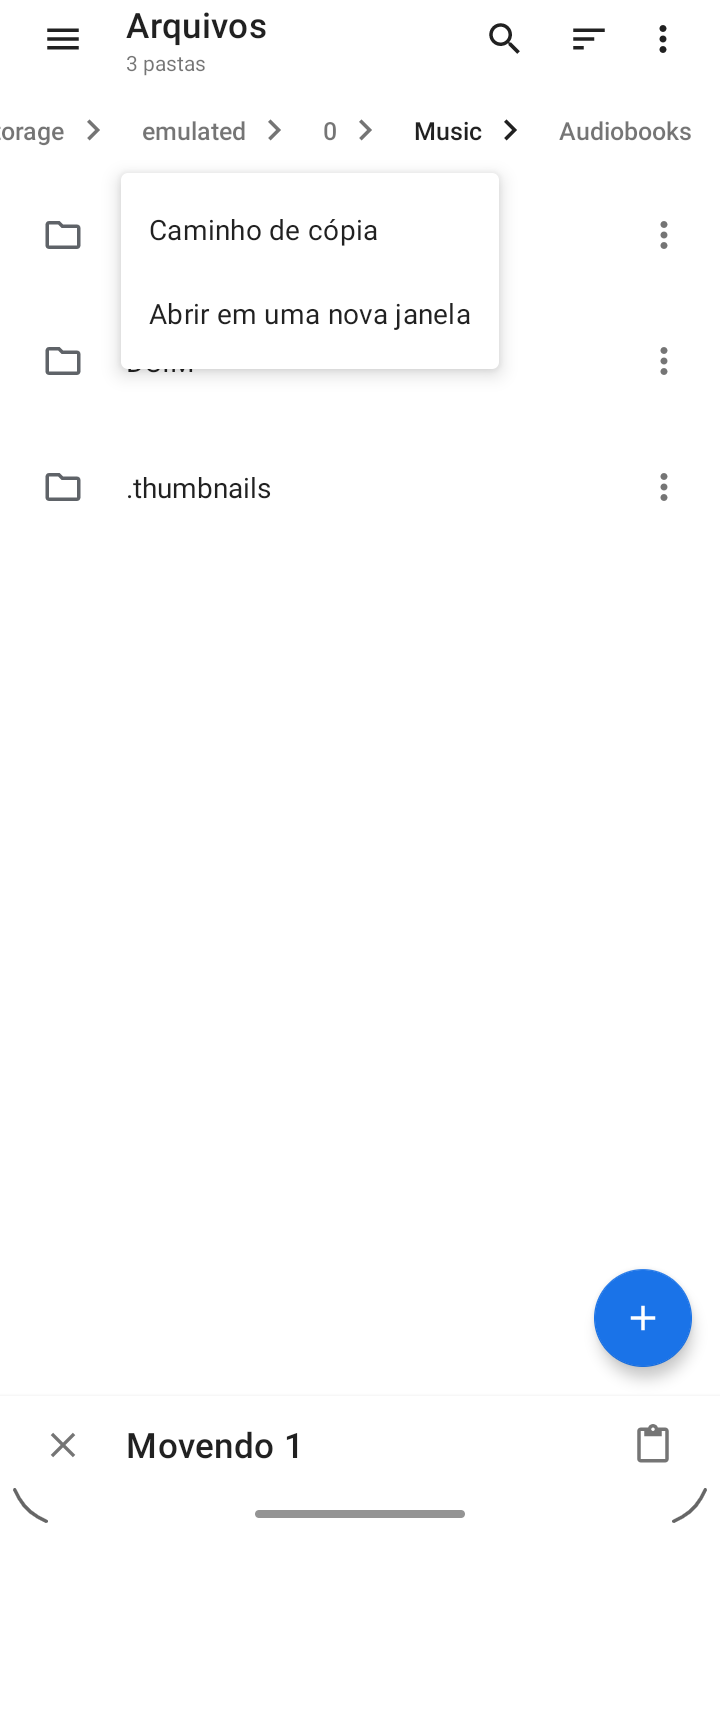 Arquivos
3 pastas
orage
emulated
0
Music
Audiobooks
Caminho de cópia
Abrir em uma nova janela
.thumbnails
Movendo 1